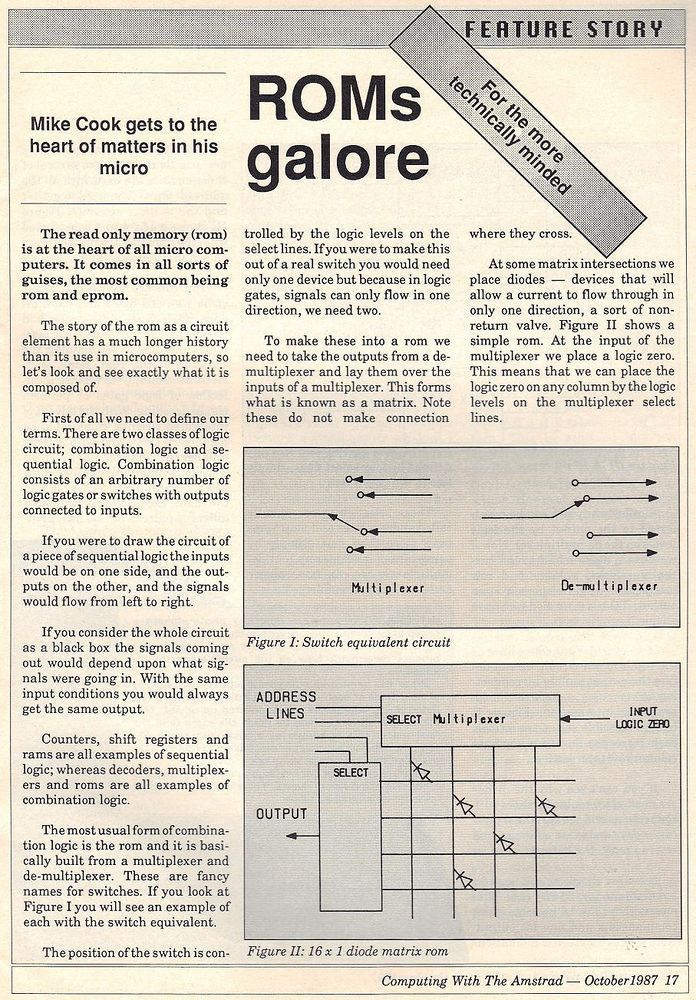 FEATURE STORY
For the more
technically minded
Mike Cook gets to the
heart of matters in his
micro
ROMs
galore
The read only memory (rom)
is at the heart of all micro com-
puters. It comes in all sorts of
guises, the most common being
rom and eprom.
The story of the rom as a circuit
element has a much longer history
than its use in microcomputers, so
let's look and see exactly what it is
composed of.
First of all we need to define our
terms. There are two classes of logic
circuit; combination logic and se-
quential logic. Combination logic
consists of an arbitrary number of
logic gates or switches with outputs
connected to inputs.
If you were to draw the circuit of
a piece of sequential logic the inputs
would be on one side, and the out-
puts on the other, and the signals
would flow from left to right.
If you consider the whole circuit
as a black box the signals coming
out would depend upon what sig-
nals were going in. With the same
input conditions you would always
get the same output.
Counters, shift registers and
rams are all examples of sequential
logic; whereas decoders, multiplex-
ers and roms are all examples of
combination logic.
The most usual form of combina-
tion logic is the rom and it is basi-
cally built from a multiplexer and
de-multiplexer. These are fancy
names for switches. If you look at
Figure I you will see an example of
each with the switch equivalent.
The position of the switch is con-
trolled by the logic levels on the
select lines. If you were to make this
out of a real switch you would need
only one device but because in logic
gates, signals can only flow in one
direction, we need two.
To make these into a rom we
need to take the outputs from a de-
multiplexer and lay them over the
inputs of a multiplexer. This forms
what is known as a matrix. Note
these do not make connection
where they cross.
At some matrix intersections we
place diodes — devices that will
allow a current to flow through in
only one direction, a sort of non-
return valve. Figure II shows a
simple rom. At the input of the
multiplexer we place a logic zero.
This means that we can place the
logic zero on any column by the logic
levels on the multiplexer select
lines.
Multiplexer
De-multiplexer
Figure I: Switch equivalent circuit
ADDRESS
LINES
SELECT Multiplexer
INPUT
LOGIC ZERO
SELECT
OUTPUT
Figure II: 16 x 1 diode matrix rom
Computing With The Amstrad — October1987 17